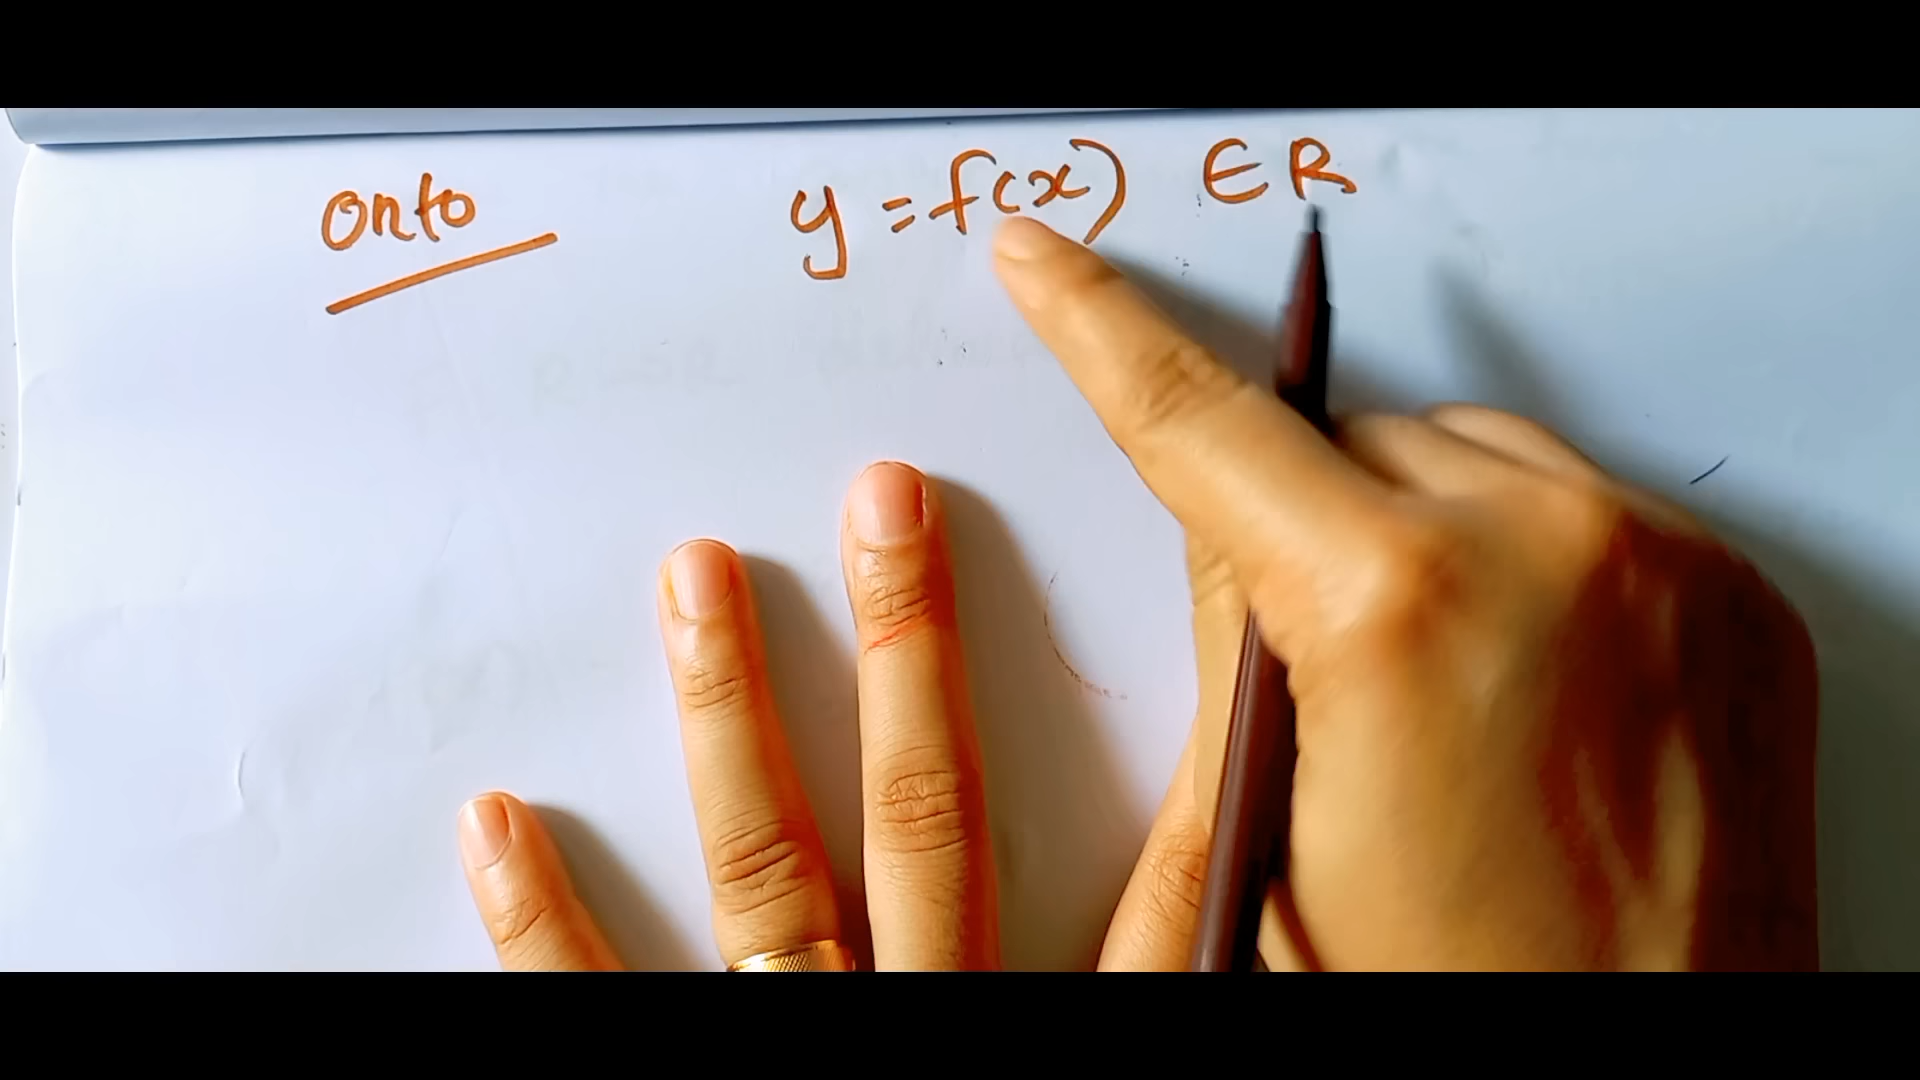 onto y = f(x) ∈ R